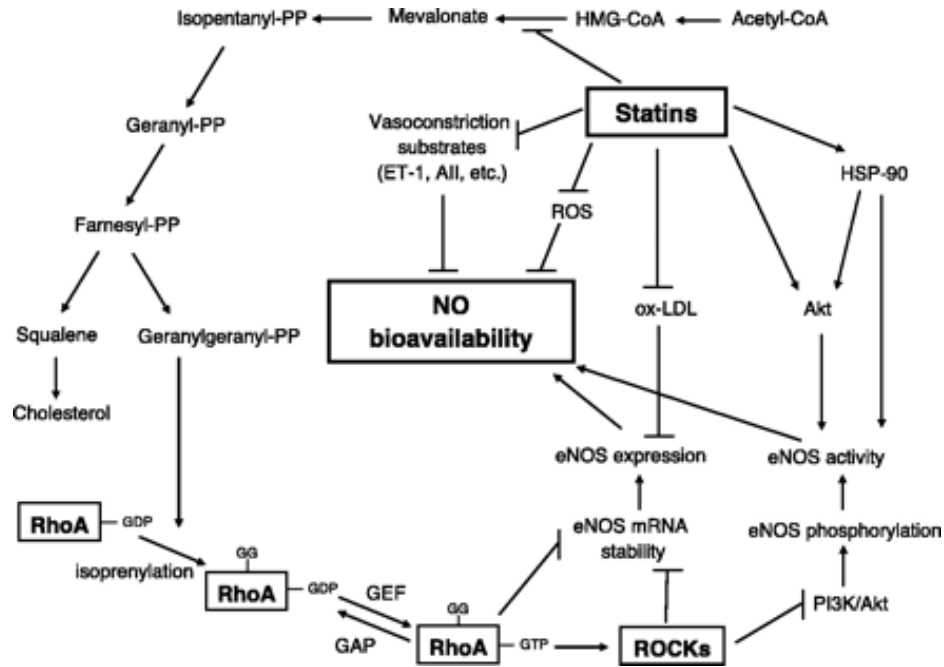 Isopentanyl-PP
Mevalonate
HMG-CoA
Acetyl-CoA
Statins
Geranyl-PP
Vasoconstriction
substrates
(ET-1, AII, etc.)
HSP-90
ROS
Farnesyl-PP
NO
bioavailability
ox-LDL
Akt
Squalene
Geranylgeranyl-PP
Cholesterol
eNOS expression
eNOS activity
RhoA
GDP
eNOS mRNA
stability
eNOS phosphorylation
isoprenylation
GG
RhoA
GDP
GEF
GAP
GG
RhoA
GTP
ROCKs
PI3K/Akt